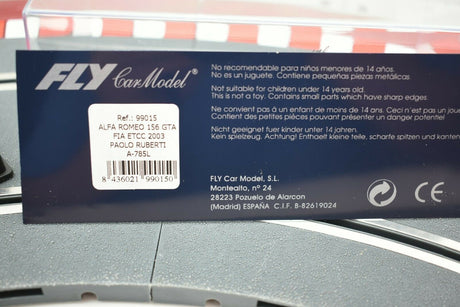 FLY Car Model®
Ref.: 99015
ALFA ROMEO 156 GTA
FIA ETCC 2003
PAOLO RUBERTI
A-785L
8 436021 990150
No recomendable para niños menores de 14 años.
No es un juguete. Contiene pequeñas piezas metálicas.
Not suitable for children under 14 years old.
This is not a toy. Contains small parts which have sharp edges.
Ne convient pas á un enfant de moins de 14 ans. Ceci n'est pas un
Contient des petites pièces pouvant présenter un danger.
Nicht geeignet fuer kinder unter 14 Jahren.
Kein spielzeug. Achtung! Enthaelt kleine teile, scharfe spitzen und kanten
FLY Car Model, S.L.
Montealto, nº 24
28223 Pozuelo de Alarcon
(Madrid) ESPAÑA C.I.F. B-82619024
CE